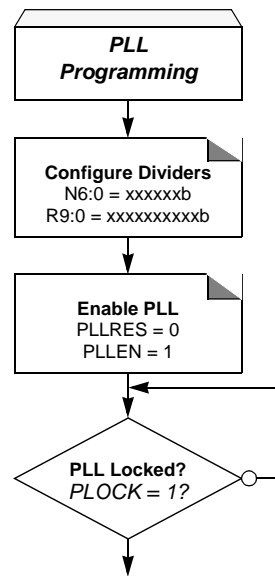 PLL
Programming
Configure Dividers
N6:0 = xxxxxxb
R9:0 = xxxxxxxxxxb
Enable PLL
PLLRES = 0
PLLEN = 1
PLL Locked?
PLOCK = 1?